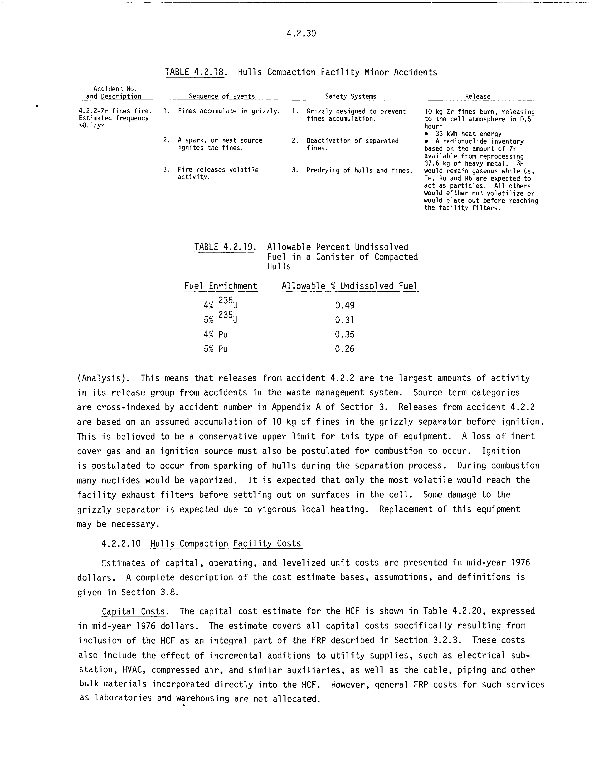 4.2.30
TABLE 4.2.18. Hulls Compaction Facility Minor Accidents
Accident No.
and Description Sequence of Events Safety Systems Release
4.2.2-Zr fines fire. 1. Fines accumulate in grizzly. 1. Grizzly designed to prevent 10 kg Zr fines burn, releasing
Estimated frequency fines accumulation. to the cell atmosphere in 0.5
hour:
2. A spark, or heat source 2. Deactivation of separated • 33 kWh heat energy
ignites the fines. fines. • A radionuclide inventory
based on the amount of Zr
available from reprocessing
3. Fire releases volatile 3. Predrying of hulls and fines. of heavy metal.
activity. would remain gaseous while Cs,
Te, Ru and Rb are expected to
act as particles. All others
would either not volatilize or
would place out before reaching
the facility filters.
TABLE 4.2.19. Allowable Percent Undissolved
Fuel in a Canister of Compacted
Hulls
Fuel Enrichment Allowable % Undissolved Fuel
4% 235U 0.49
5% 235U 0.31
4% Pu 0.35
5% Pu 0.26
(Analysis). This means that releases from accident 4.2.2 are the largest amounts of activity
in its release group from accidents in the waste management system. Source term categories
are cross-indexed by accident number in Appendix A of Section 3. Releases from accident 4.2.2
are based on an assumed accumulation of 10 kg of fines in the grizzly separator before ignition.
This is believed to be a conservative upper limit for this type of equipment. A loss of inert
cover gas and an ignition source must also be postulated for combustion to occur. Ignition
is postulated to occur from sparking of hulls during the separation process. During combustion
many nuclides would be vaporized. It is expected that only the most volatile would reach the
facility exhaust filters before settling out on surfaces in the cell. Some damage to the
grizzly separator is expected due to vigorous local heating. Replacement of this equipment
may be necessary.
4.2.2.10 Hulls Compaction Facility Costs
Estimates of capital, operating, and levelized unit costs are presented in mid-year 1976
dollars. A complete description of the cost estimate bases, assumptions, and definitions is
given in Section 3.8.
Capital Costs. The capital cost estimate for the HCF is shown in Table 4.2.20, expressed
in mid-year 1976 dollars. The estimate covers all capital costs specifically resulting from
inclusion of the HCF as an integral part of the FRP described in Section 3.2.3. These costs
also include the effect of incremental additions to utility supplies, such as electrical sub-
station, HVAC, compressed air, and similar auxiliaries, as well as the cable, piping and other
bulk materials incorporated directly into the HCF. However, general FRP costs for such services
as laboratories and warehousing are not allocated.